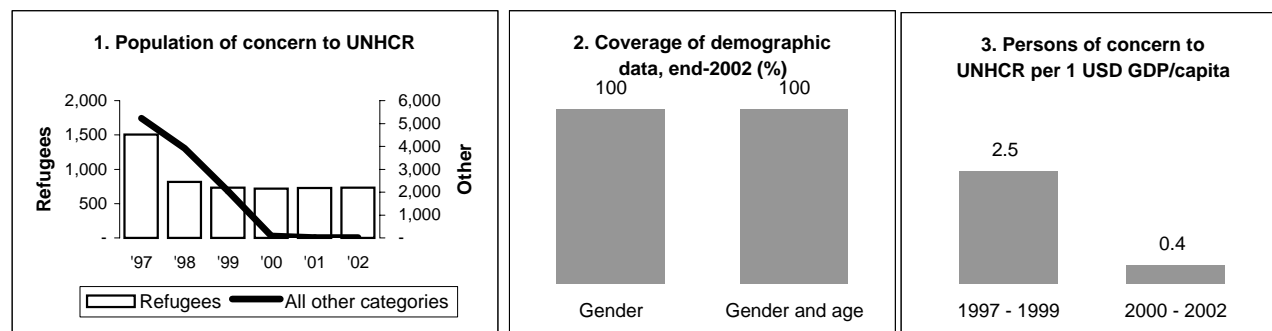 1. Population of concern to UNHCR
2,000
1,500
1,000
500
-
6,000
5,000
4,000
3,000
2,000
1,000
-
Refugees
Other
'97 '98 '99 '00 '01 '02
Refugees All other categories
2. Coverage of demographic
data, end-2002 (%)
100 100
Gender Gender and age
3. Persons of concern to
UNHCR per 1 USD GDP/capita
2.5
0.4
1997 - 1999 2000 - 2002